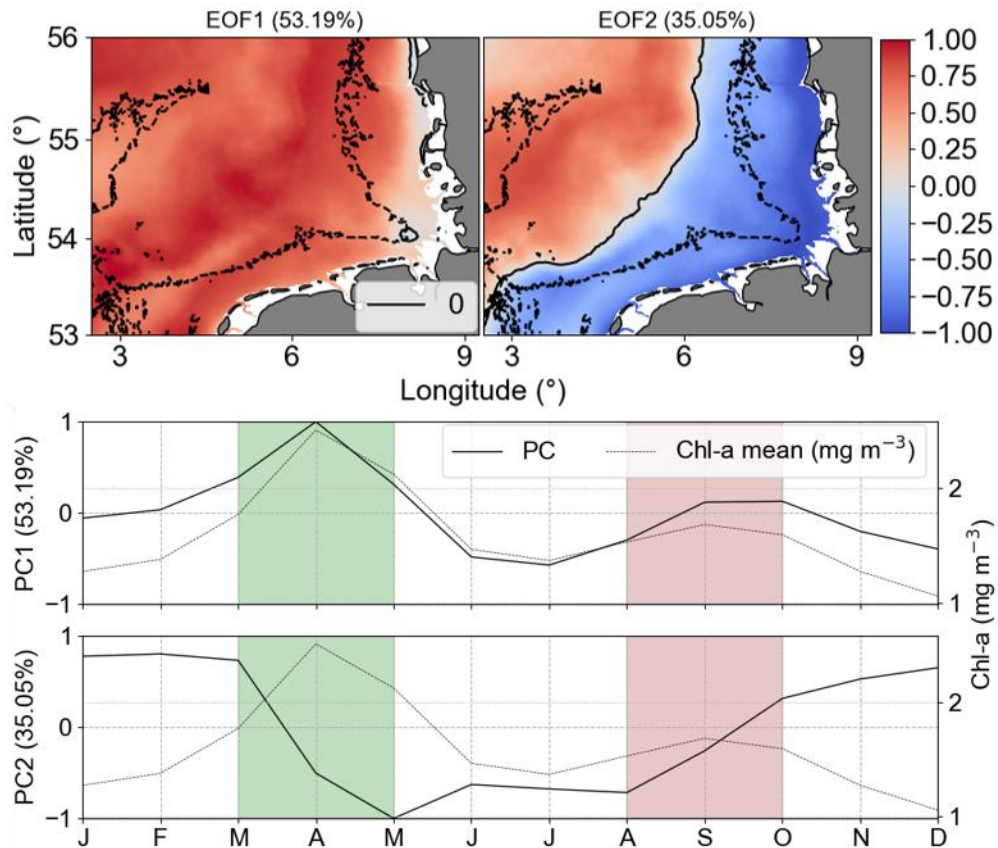 EOF1 (53.19%) EOF2 (35.05%)
56
55
54
53
Latitude (°)
0
3 6 9 3 6 9
Longitude (°)
1.00
0.75
0.50
0.25
0.00
−0.25
−0.50
−0.75
−1.00
PC Chl-a mean (mg m⁻³)
PC1 (53.19%)
1
0
−1
2
1
PC2 (35.05%)
1
0
−1
2
1
Chl-a (mg m⁻³)
J F M A M J J A S O N D